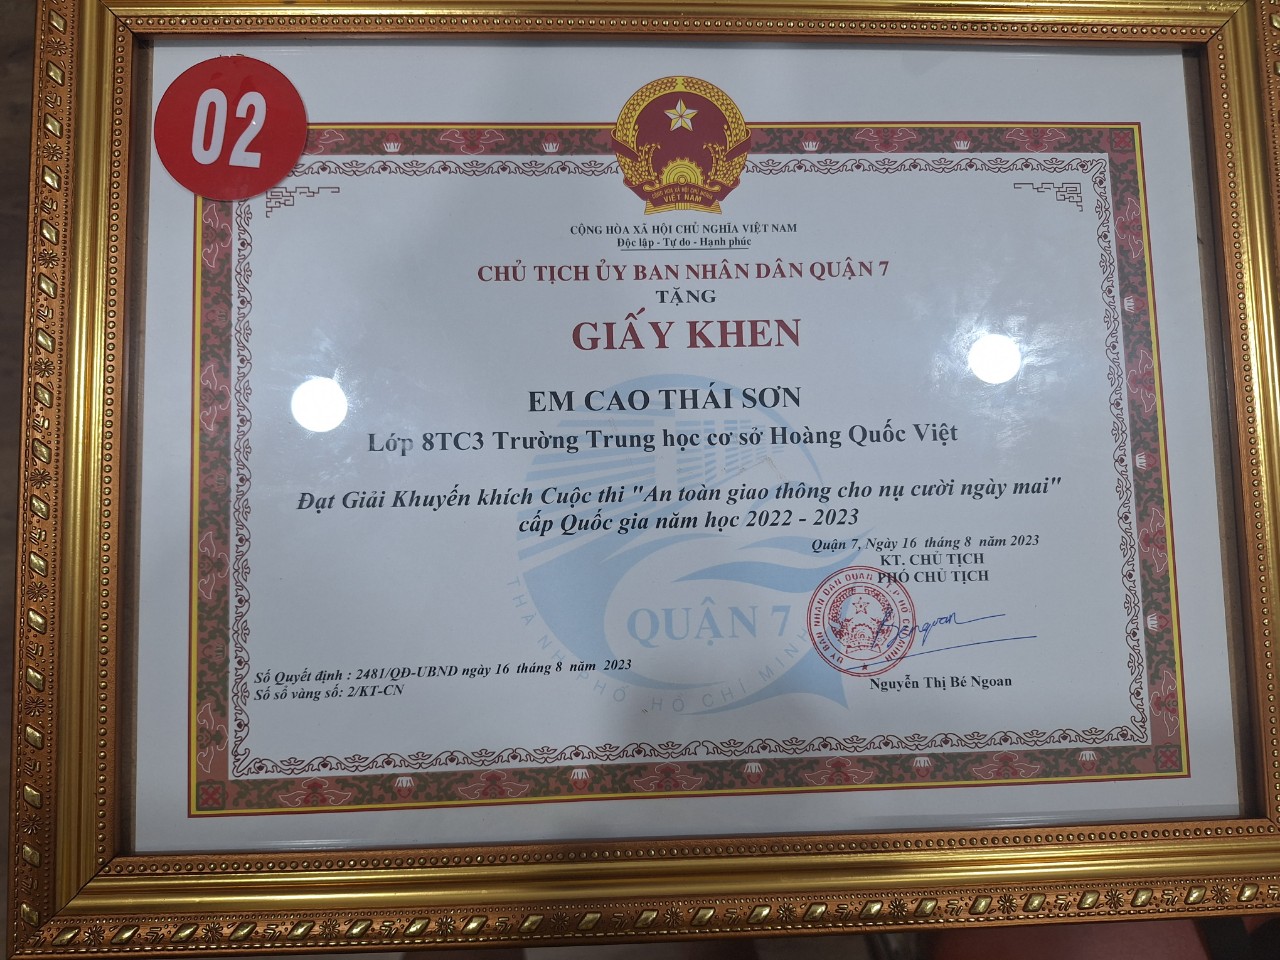 02
CỘNG HÒA XÃ HỘI CHỦ NGHĨA VIỆT NAM
VIỆT NAM
CỘNG HÒA XÃ HỘI CHỦ NGHĨA VIỆT NAM
Độc lập - Tự do - Hạnh phúc
CHỦ TỊCH ỦY BAN NHÂN DÂN QUẬN 7
TẶNG
GIẤY KHEN
EM CAO THÁI SƠN
Lớp 8TC3 Trường Trung học cơ sở Hoàng Quốc Việt
Đạt Giải Khuyến khích Cuộc thi "An toàn giao thông cho nụ cười ngày mai"
cấp Quốc gia năm học 2022 - 2023
Quận 7, Ngày 16 tháng 8 năm 2023
KT. CHỦ TỊCH
PHÓ CHỦ TỊCH
ỦY BAN NHÂN DÂN QUẬN 7 T.P HỒ CHÍ MINH
QUẬN 7
THÀNH PHỐ HỒ CHÍ MINH
Nguyễn Thị Bé Ngoan
Số Quyết định : 2481/QĐ-UBND ngày 16 tháng 8 năm 2023
Số sổ vàng số: 2/KT-CN